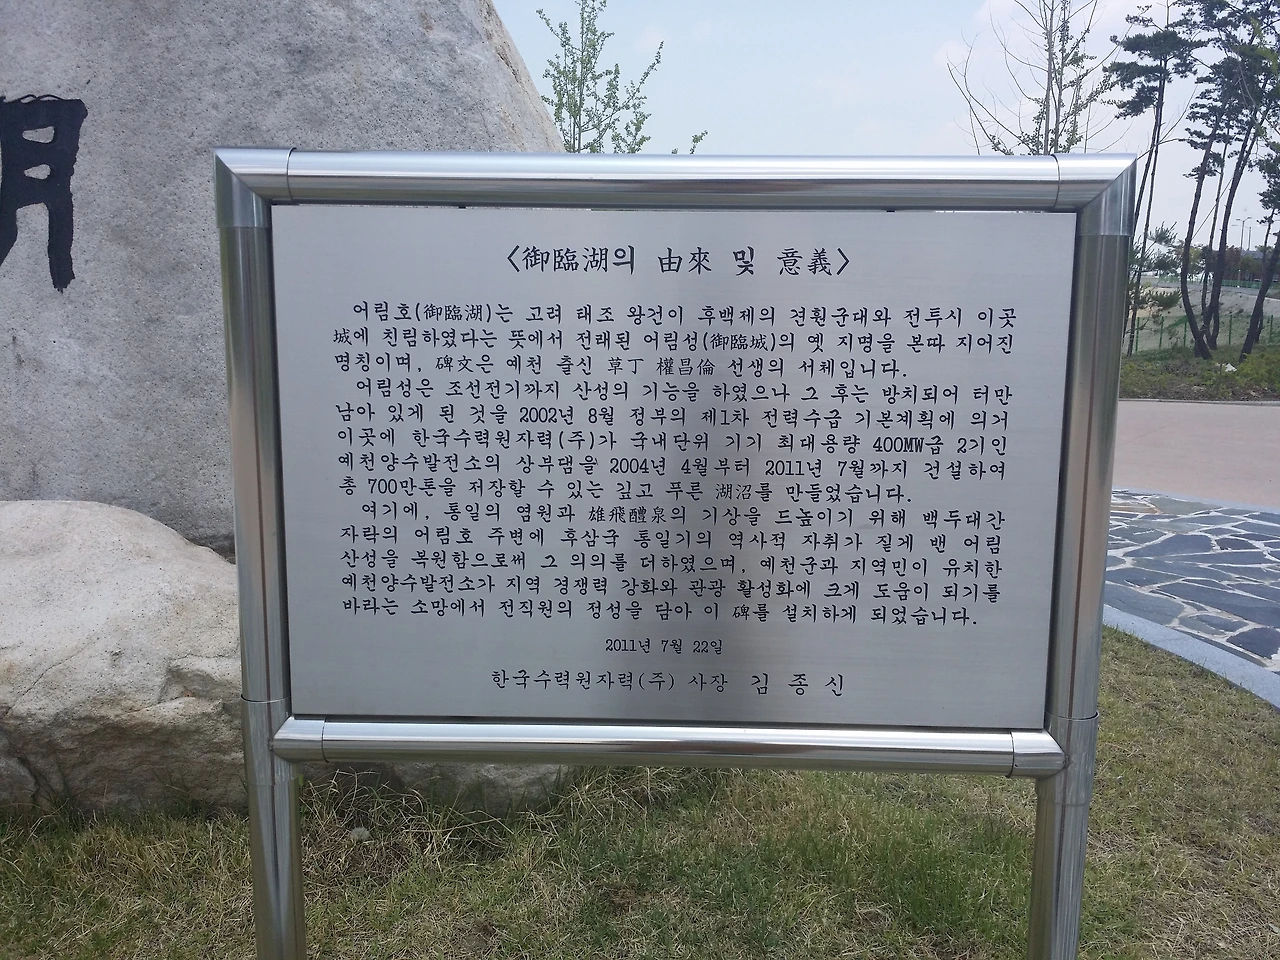 〈御臨湖의 由來 및 意義〉
어림호(御臨湖)는 고려 태조 왕건이 후백제의 견훤군대와 전투시 이곳
城에 친림하였다는 뜻에서 전래된 어림성(御臨城)의 옛 지명을 본따 지어진
명칭이며, 碑文은 예천 출신 草丁 權昌倫 선생의 서체입니다.
어림성은 조선전기까지 산성의 기능을 하였으나 그 후는 방치되어 터만
남아 있게 된 것을 2002년 8월 정부의 제1차 전력수급 기본계획에 의거
이곳에 한국수력원자력(주)가 국내단위 기기 최대용량 400MW급 2기인
예천양수발전소의 상부댐을 2004년 4월부터 2011년 7월까지 건설하여
총 700만톤을 저장할 수 있는 깊고 푸른 湖沼를 만들었습니다.
여기에, 통일의 염원과 雄飛醴泉의 기상을 드높이기 위해 백두대간
자락의 어림호 주변에 후삼국 통일기의 역사적 자취가 짙게 밴 어림
산성을 복원함으로써 그 의의를 더하였으며, 예천군과 지역민이 유치한
예천양수발전소가 지역 경쟁력 강화와 관광 활성화에 크게 도움이 되기를
바라는 소망에서 전직원의 정성을 담아 이 碑를 설치하게 되었습니다.
2011년 7월 22일
한국수력원자력(주) 사장 김 종 신